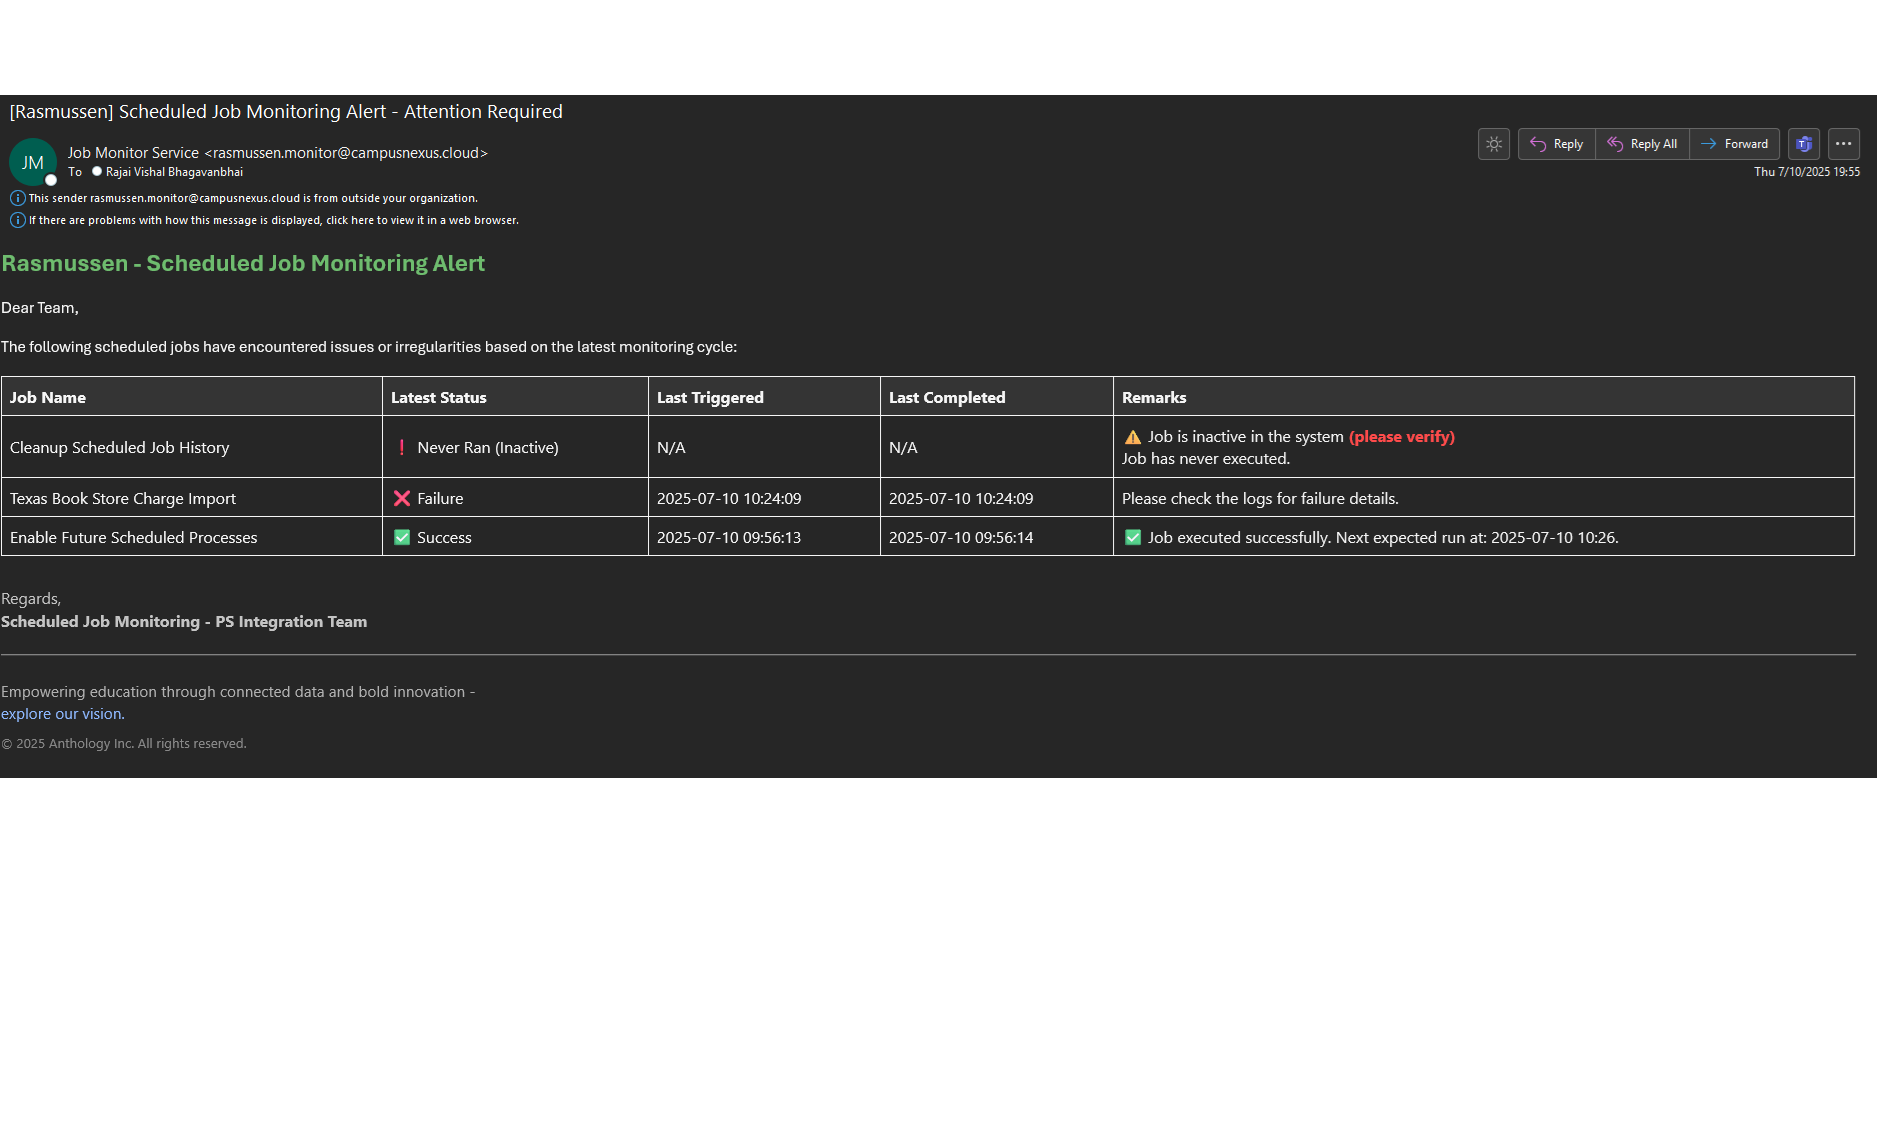 [Rasmussen] Scheduled Job Monitoring Alert - Attention Required
JM
Job Monitor Service <rasmussen.monitor@campusnexus.cloud>
To Rajai Vishal Bhagavanbhai
Reply
Reply All
Forward
Thu 7/10/2025 19:55
This sender rasmussen.monitor@campusnexus.cloud is from outside your organization.
If there are problems with how this message is displayed, click here to view it in a web browser.
Rasmussen - Scheduled Job Monitoring Alert
Dear Team,
The following scheduled jobs have encountered issues or irregularities based on the latest monitoring cycle:
Job Name Latest Status Last Triggered Last Completed Remarks
Cleanup Scheduled Job History ❗ Never Ran (Inactive) N/A N/A ⚠️ Job is inactive in the system (please verify)
Job has never executed.
Texas Book Store Charge Import ❌ Failure 2025-07-10 10:24:09 2025-07-10 10:24:09 Please check the logs for failure details.
Enable Future Scheduled Processes ✅ Success 2025-07-10 09:56:13 2025-07-10 09:56:14 ✅ Job executed successfully. Next expected run at: 2025-07-10 10:26.
Regards,
Scheduled Job Monitoring - PS Integration Team
Empowering education through connected data and bold innovation -
explore our vision.
© 2025 Anthology Inc. All rights reserved.